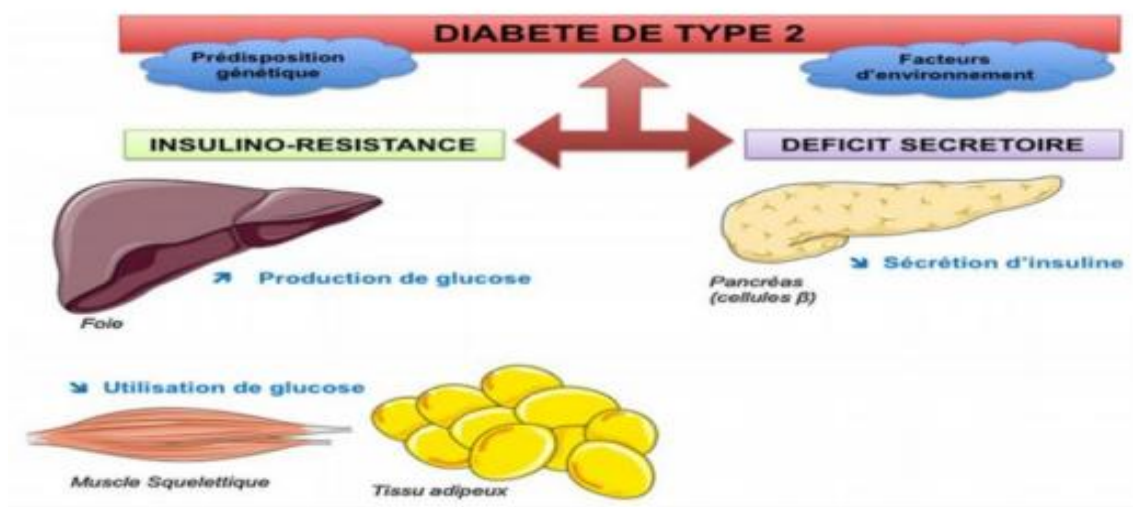 DIABETE DE TYPE 2
Prédisposition
génétique
Facteurs
d'environnement
INSULINO-RESISTANCE
DEFICIT SECRETOIRE
Production de glucose
Foie
Sécrétion d'insuline
Pancréas
(cellules β)
Utilisation de glucose
Muscle Squelettique
Tissu adipeux